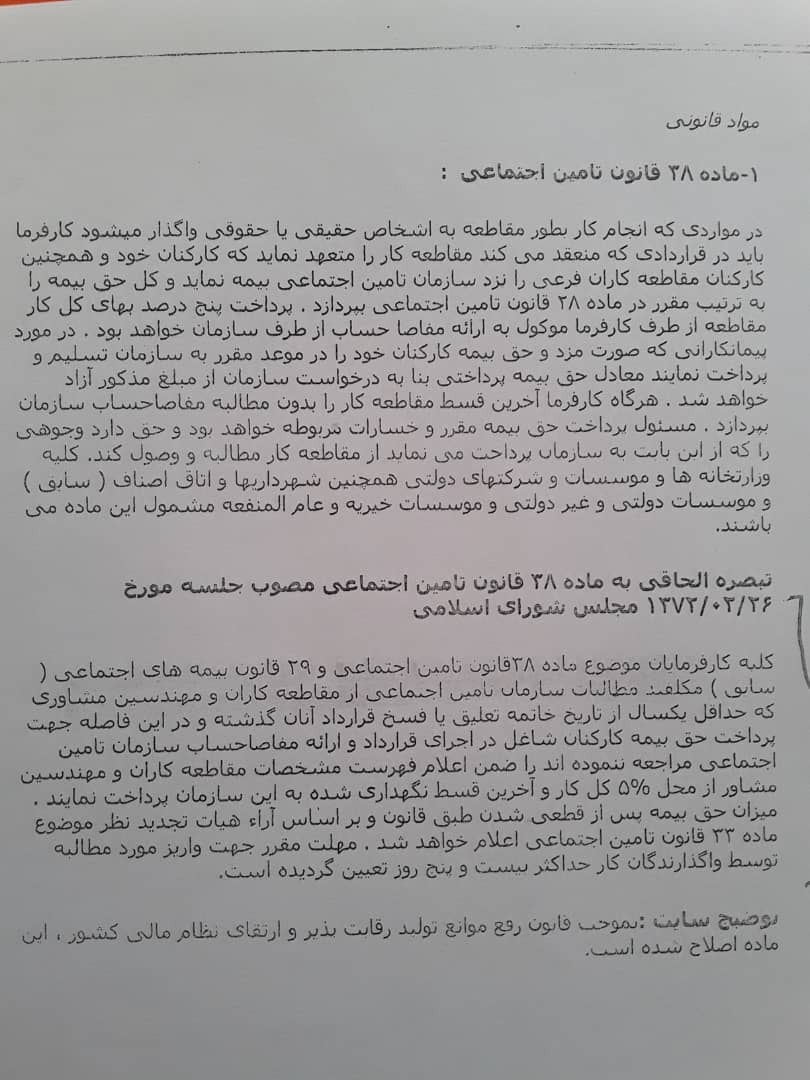 مواد قانونی
۱-ماده ۳۸ قانون تامین اجتماعی :
در مواردی که انجام کار بطور مقاطعه به اشخاص حقیقی یا حقوقی واگذار میشود کارفرما
باید در قراردادی که منعقد می کند مقاطعه کار را متعهد نماید که کارکنان خود و همچنین
کارکنان مقاطعه کاران فرعی را نزد سازمان تامین اجتماعی بیمه نماید و کل حق بیمه را
به ترتیب مقرر در ماده ۲۸ قانون تامین اجتماعی بپردازد . پرداخت پنج درصد بهای کل کار
مقاطعه از طرف کارفرما موکول به ارائه مفاصا حساب از طرف سازمان خواهد بود . در مورد
پیمانکارانی که صورت مزد و حق بیمه کارکنان خود را در موعد مقرر به سازمان تسلیم و
پرداخت نمایند معادل حق بیمه پرداختی بنا به درخواست سازمان از مبلغ مذکور آزاد
خواهد شد . هرگاه کارفرما آخرین قسط مقاطعه کار را بدون مطالبه مفاصاحساب سازمان
بپردازد . مسئول پرداخت حق بیمه مقرر و خسارات مربوطه خواهد بود و حق دارد وجوهی
را که از این بابت به سازمان پرداخت می نماید از مقاطعه کار مطالبه و وصول کند. کلیه
وزارتخانه ها و موسسات و شرکتهای دولتی همچنین شهرداریها و اتاق اصناف ( سابق )
و موسسات دولتی و غیر دولتی و موسسات خیریه و عام المنفعه مشمول این ماده می
باشند.
تبصره الحاقی به ماده ۳۸ قانون تامین اجتماعی مصوب جلسه مورخ
۱۳۷۲/۰۲/۲۶ مجلس شورای اسلامی
کلیه کارفرمایان موضوع ماده ۳۸قانون تامین اجتماعی و ۲۹ قانون بیمه های اجتماعی (
سابق ) مکلفند مطالبات سازمان تامین اجتماعی از مقاطعه کاران و مهندسین مشاوری
که حداقل یکسال از تاریخ خاتمه تعلیق یا فسخ قرارداد آنان گذشته و در این فاصله جهت
پرداخت حق بیمه کارکنان شاغل در اجرای قرارداد و ارائه مفاصاحساب سازمان تامین
اجتماعی مراجعه ننموده اند را ضمن اعلام فهرست مشخصات مقاطعه کاران و مهندسین
مشاور از محل ۵% کل کار و آخرین قسط نگهداری شده به این سازمان پرداخت نمایند .
میزان حق بیمه پس از قطعی شدن طبق قانون و بر اساس آراء هیات تجدید نظر موضوع
ماده ۳۳ قانون تامین اجتماعی اعلام خواهد شد . مهلت مقرر جهت واریز مورد مطالبه
توسط واگذارندگان کار حداکثر بیست و پنج روز تعیین گردیده است.
توضیح سایت :بموجب قانون رفع موانع تولید رقابت پذیر و ارتقای نظام مالی کشور ، این
ماده اصلاح شده است.